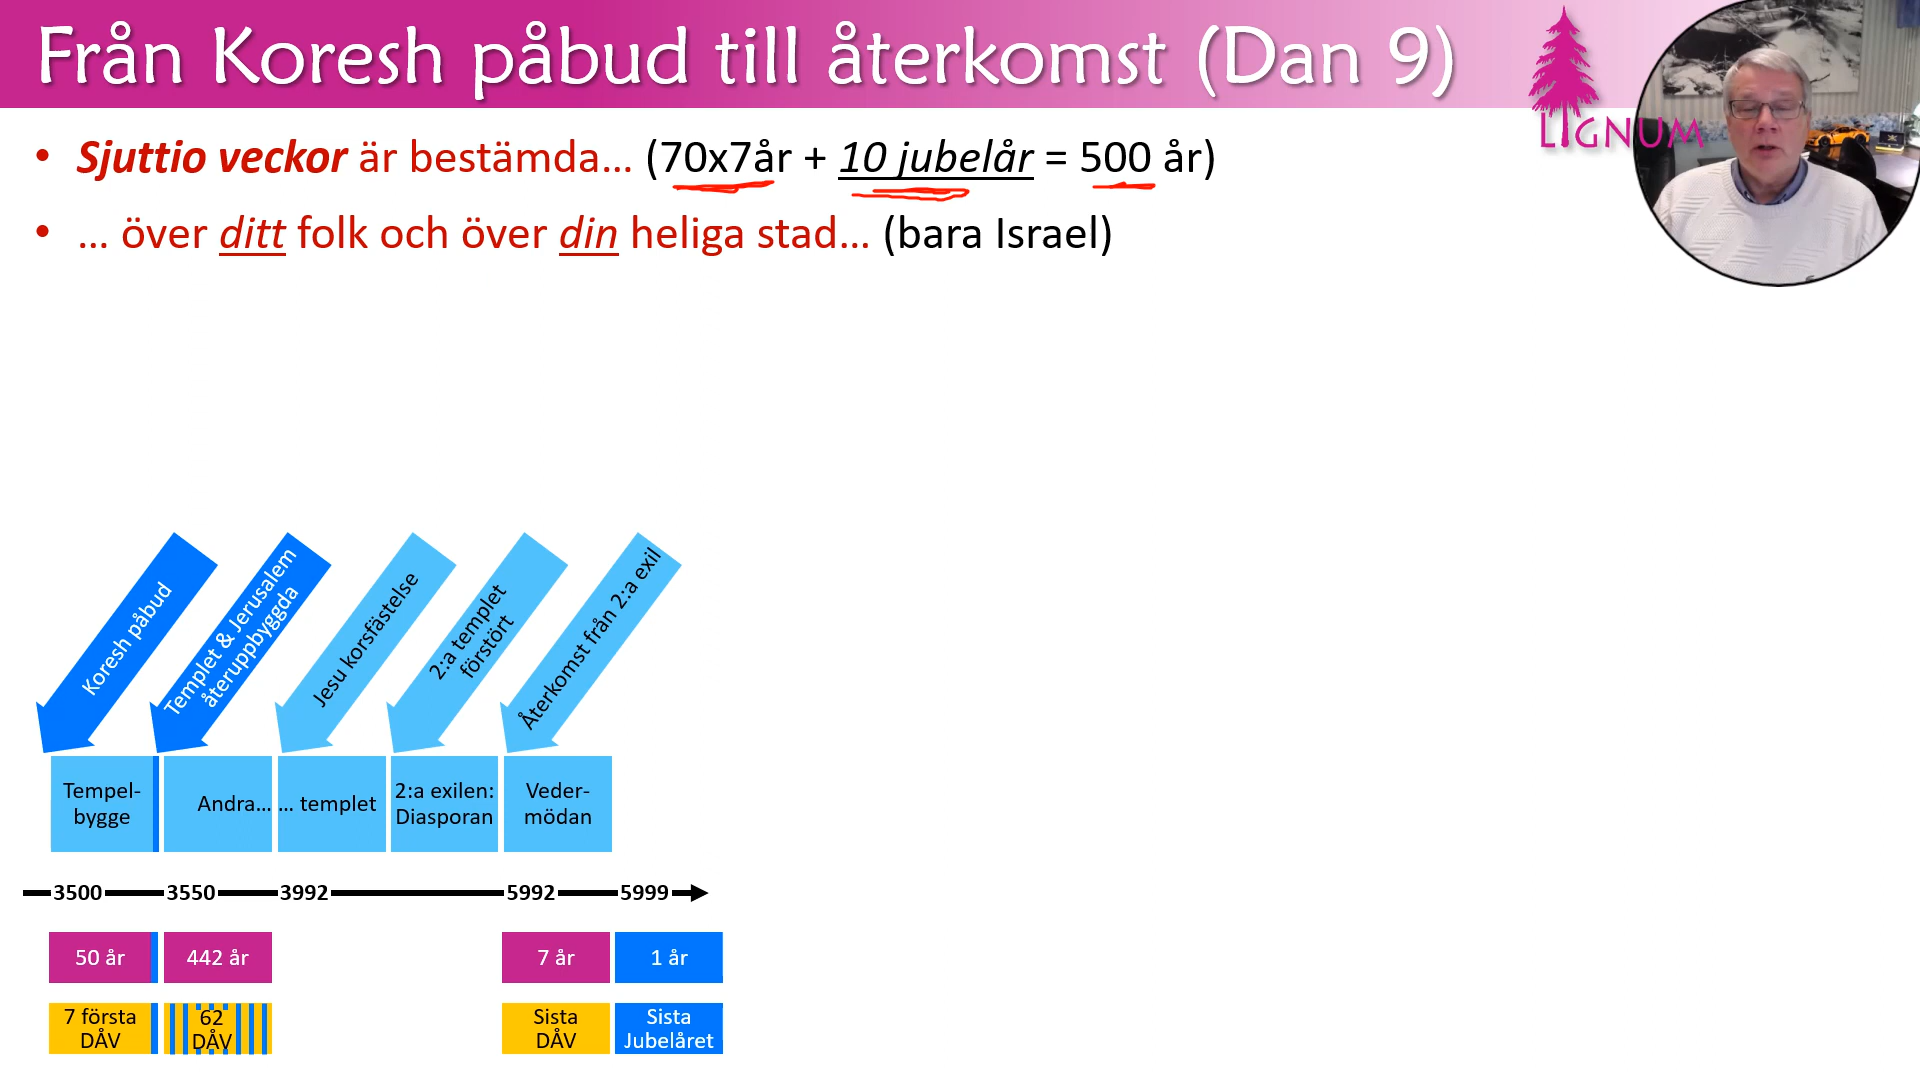 Från Koresh påbud till återkomst (Dan 9)
LIGNUM
• Sjuttio veckor är bestämda... (70x7år + 10 jubelår = 500 år)
• ... över ditt folk och över din heliga stad... (bara Israel)
Koresh påbud
Templet & Jerusalem
återuppbyggda
Jesu korsfästelse
2:a templet
förstört
Återkomst från 2:a exil
Tempel-
bygge
Andra...
... templet
2:a exilen:
Diasporan
Veder-
mödan
3500 3550 3992 5992 5999
50 år 442 år 7 år 1 år
7 första
DÅV
62
DÅV
Sista
DÅV
Sista
Jubelåret